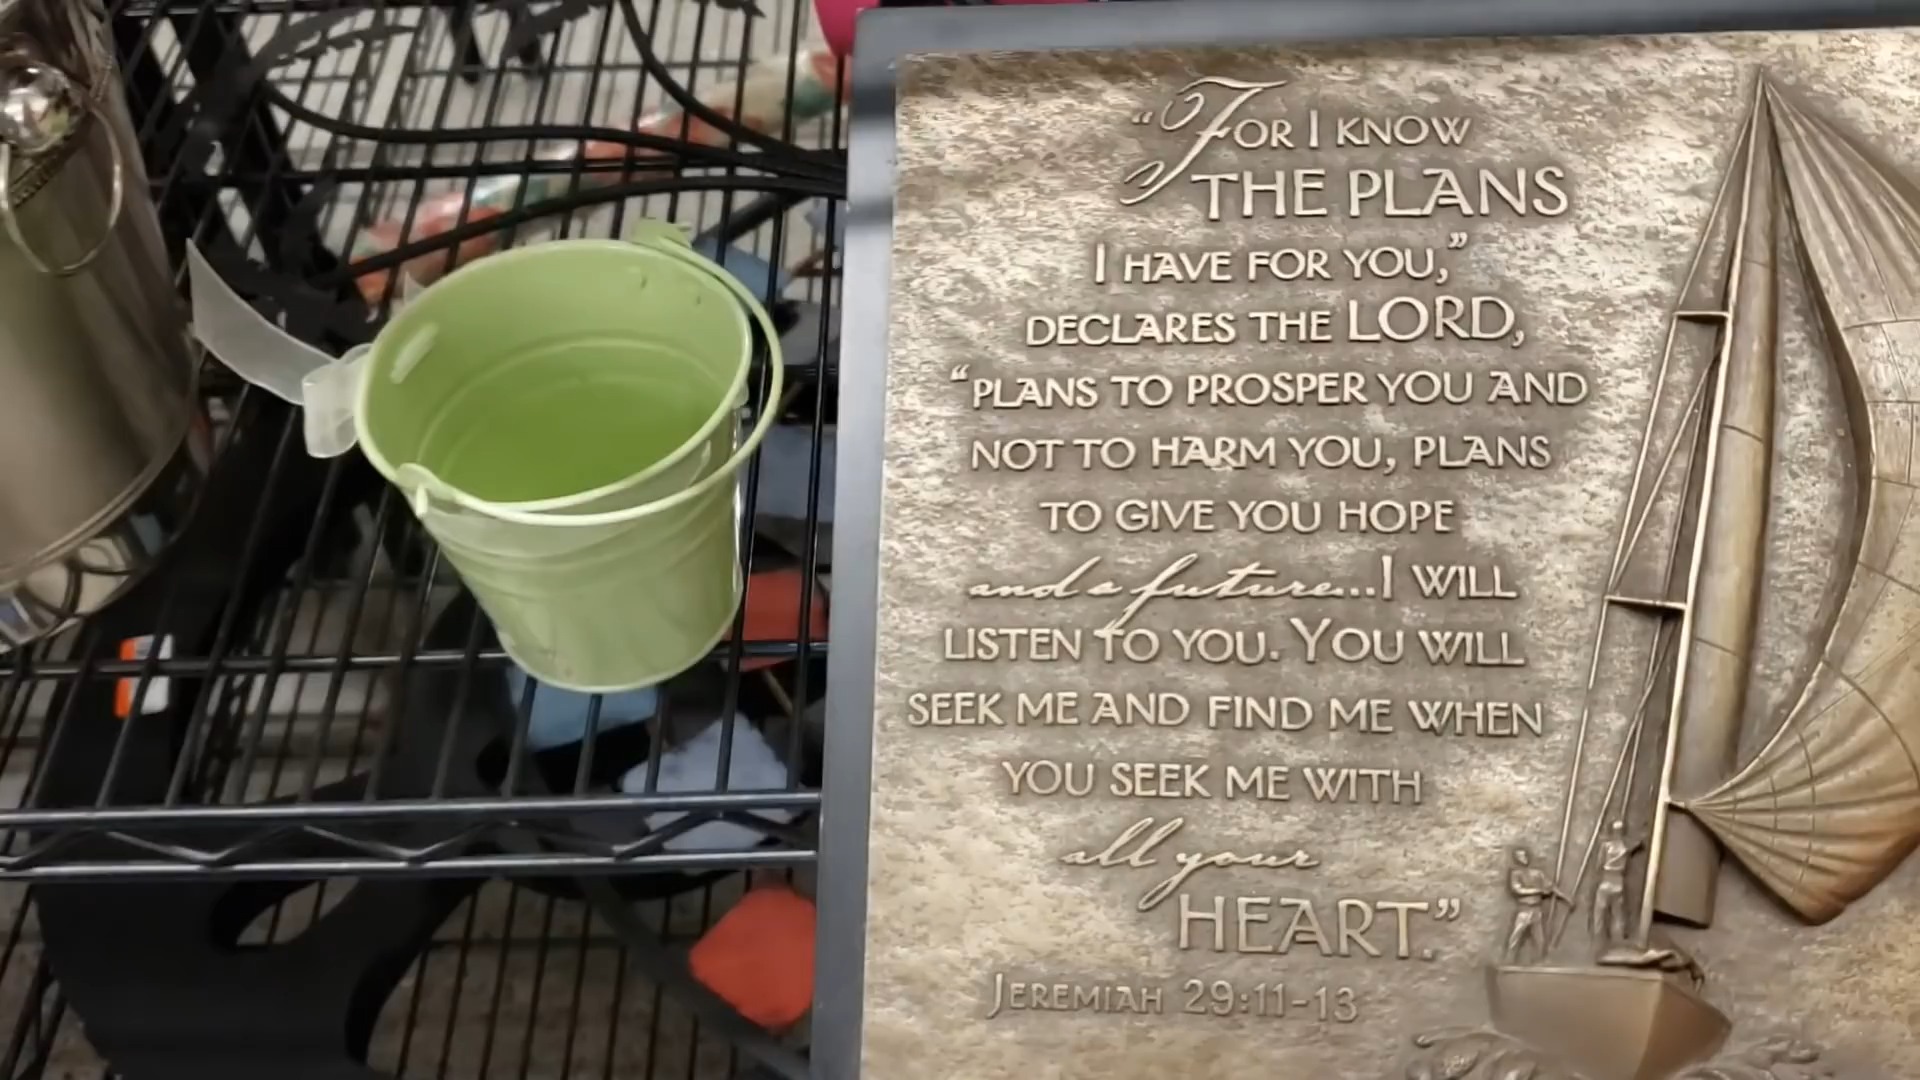 “For I KNOW
THE PLANS
I HAVE FOR YOU,”
DECLARES THE LORD,
“PLANS TO PROSPER YOU AND
NOT TO HARM YOU, PLANS
TO GIVE YOU HOPE
and a future...I WILL
LISTEN TO YOU. YOU WILL
SEEK ME AND FIND ME WHEN
YOU SEEK ME WITH
all your
HEART.”
JEREMIAH 29:11-13